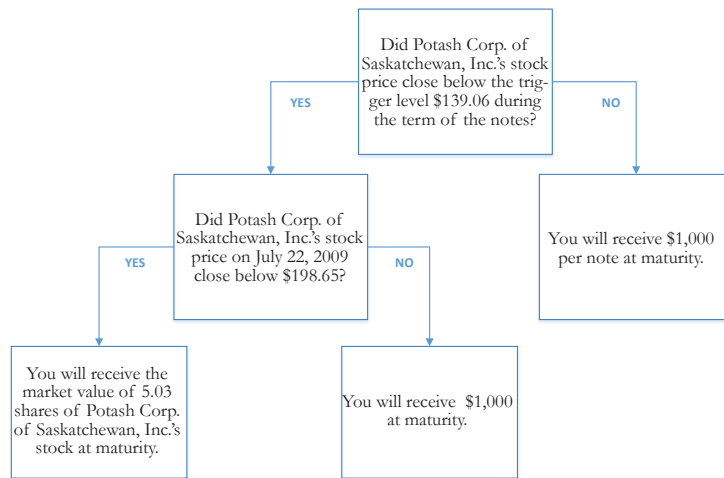 Did Potash Corp. of
Saskatchewan, Inc.'s stock
price close below the trig-
ger level $139.06 during
the term of the notes?
YES
NO
Did Potash Corp. of
Saskatchewan, Inc.'s stock
price on July 22, 2009
close below $198.65?
You will receive $1,000
per note at maturity.
YES
NO
You will receive the
market value of 5.03
shares of Potash Corp.
of Saskatchewan, Inc.'s
stock at maturity.
You will receive $1,000
at maturity.